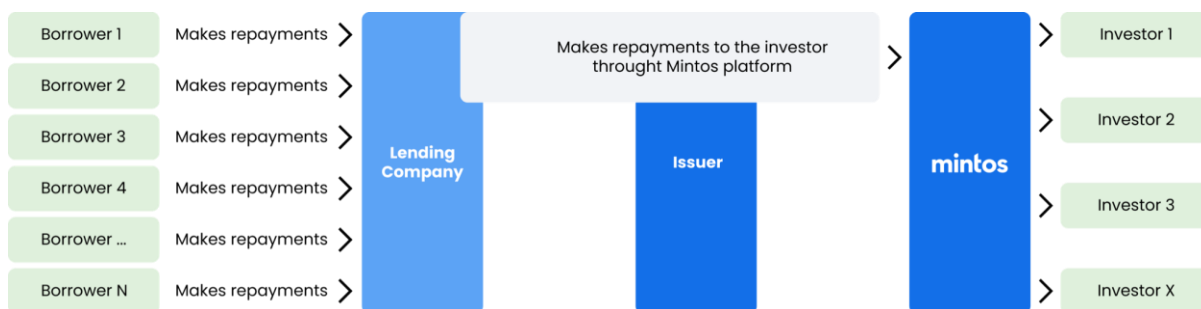 Borrower 1 Makes repayments
Borrower 2 Makes repayments
Borrower 3 Makes repayments
Borrower 4 Makes repayments
Borrower ... Makes repayments
Borrower N Makes repayments
Lending
Company
Makes repayments to the investor
throught Mintos platform
Issuer
mintos
Investor 1
Investor 2
Investor 3
Investor X